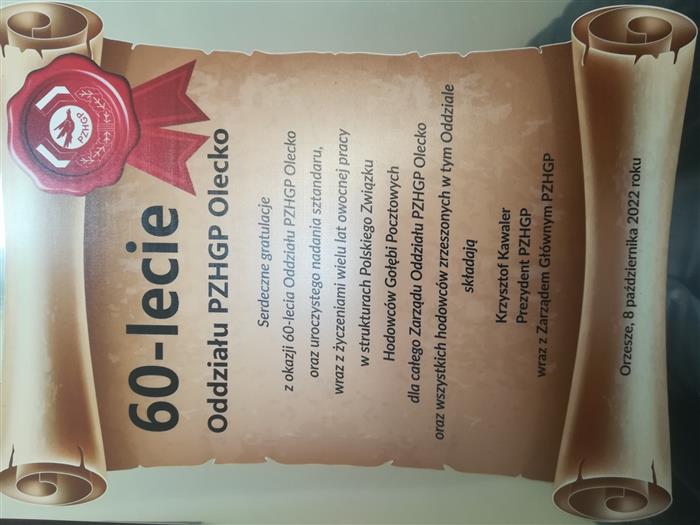 PZHGP
60-lecie
Oddziału PZHGP Olecko
Serdeczne gratulacje
z okazji 60-lecia Oddziału PZHGP Olecko
oraz uroczystego nadania sztandaru,
wraz z życzeniami wielu lat owocnej pracy
w strukturach Polskiego Związku
Hodowców Gołębi Pocztowych
dla całego Zarządu Oddziału PZHGP Olecko
oraz wszystkich hodowców zrzeszonych w tym Oddziale
składają
Krzysztof Kawaler
Prezydent PZHGP
wraz z Zarządem Głównym PZHGP
Orzesze, 8 października 2022 roku